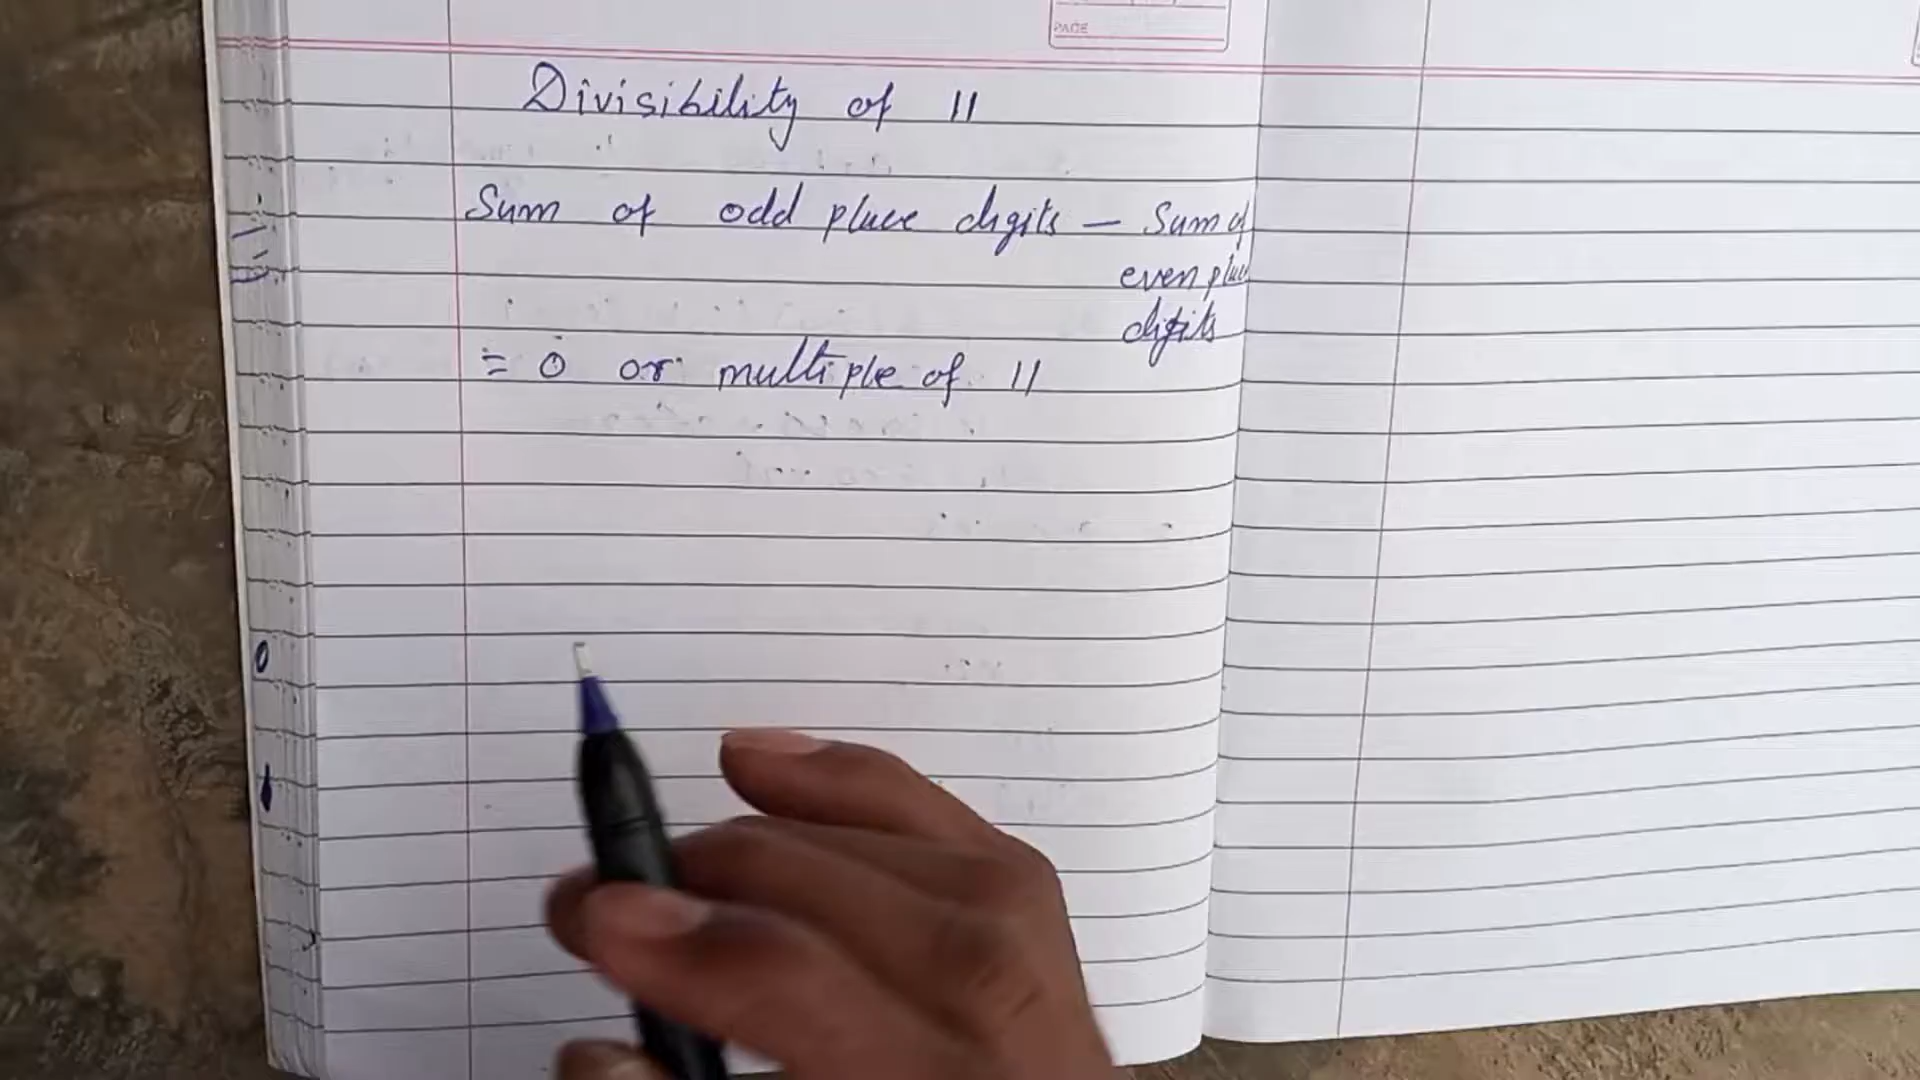 PAGE
Divisibility of 11
Sum of odd place digits — Sum of
even place
digits
= 0 or multiple of 11